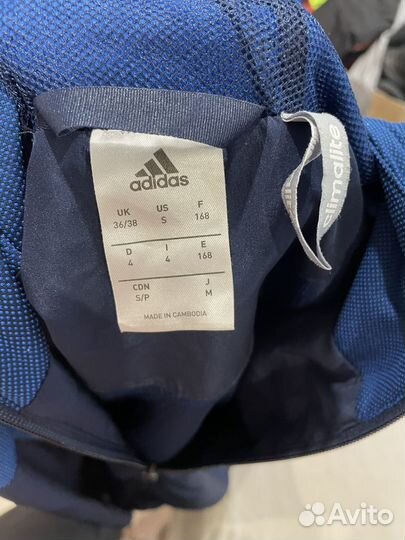 adidas
UK US F
36/38 S 168
D I E
4 4 168
CDN J
S/P M
MADE IN CAMBODIA
climalite
Avito